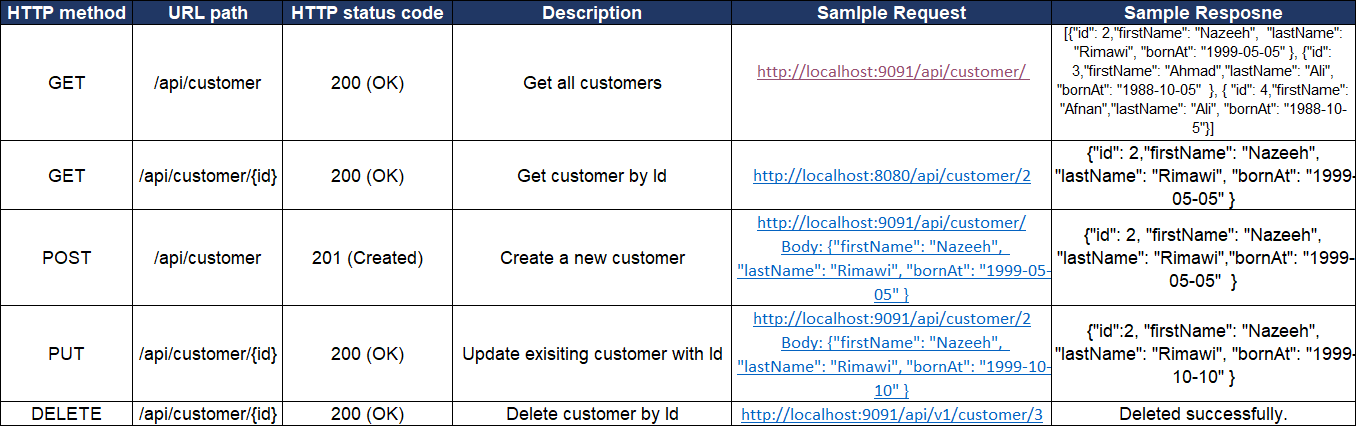 HTTP method URL path HTTP status code Description Samlple Request Sample Resposne
GET /api/customer 200 (OK) Get all customers http://localhost:9091/api/customer/
[{"id": 2,"firstName": "Nazeeh", "lastName":
"Rimawi", "bornAt": "1999-05-05" }, {"id":
3,"firstName": "Ahmad","lastName": "Ali",
"bornAt": "1988-10-05" }, { "id": 4,"firstName":
"Afnan","lastName": "Ali", "bornAt": "1988-10-
5"}]
GET /api/customer/{id} 200 (OK) Get customer by Id http://localhost:8080/api/customer/2
{"id": 2,"firstName": "Nazeeh",
"lastName": "Rimawi", "bornAt": "1999-
05-05" }
POST /api/customer 201 (Created) Create a new customer
http://localhost:9091/api/customer/
Body: {"firstName": "Nazeeh",
"lastName": "Rimawi", "bornAt": "1999-05-
05" }
{"id": 2, "firstName": "Nazeeh",
"lastName": "Rimawi","bornAt": "1999-
05-05" }
PUT /api/customer/{id} 200 (OK) Update exisiting customer with Id
http://localhost:9091/api/customer/2
Body: {"firstName": "Nazeeh",
"lastName": "Rimawi", "bornAt": "1999-10-
10" }
{"id":2, "firstName": "Nazeeh",
"lastName": "Rimawi", "bornAt": "1999-
10-10" }
DELETE /api/customer/{id} 200 (OK) Delete customer by Id http://localhost:9091/api/v1/customer/3 Deleted successfully.